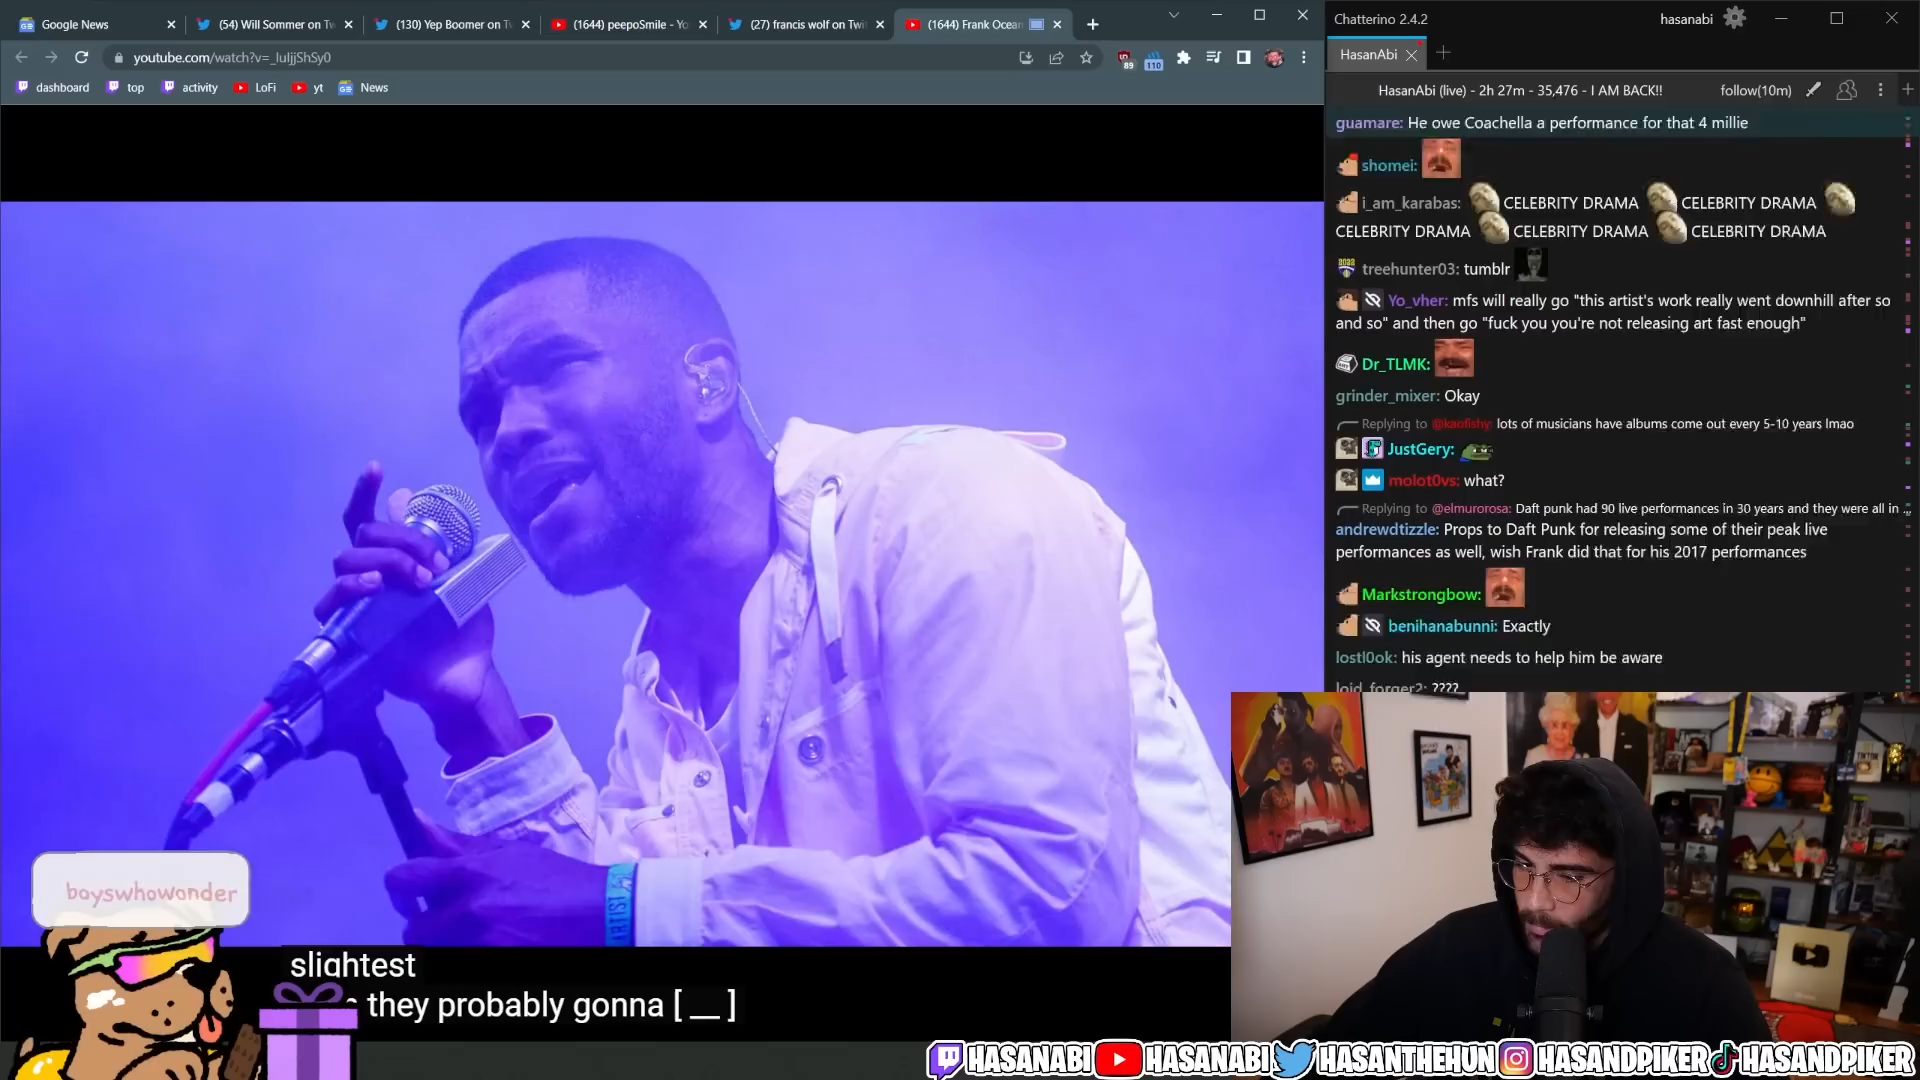 Google News
(54) Will Sommer on Tw
(130) Yep Boomer on Tw
(1644) peepoSmile - Yo
(27) francis wolf on Twit
(1644) Frank Ocean
youtube.com/watch?v=_IuIjjShSy0
89
110
dashboard
top
activity
LoFi
yt
News
Chatterino 2.4.2
hasanabi
HasanAbi
HasanAbi (live) - 2h 27m - 35,476 - I AM BACK!!
follow(10m)
guamare: He owe Coachella a performance for that 4 millie
shomei:
i_am_karabas: CELEBRITY DRAMA CELEBRITY DRAMA
CELEBRITY DRAMA CELEBRITY DRAMA CELEBRITY DRAMA
treehunter03: tumblr
Yo_vher: mfs will really go "this artist's work really went downhill after so
and so" and then go "fuck you you're not releasing art fast enough"
Dr_TLMK:
grinder_mixer: Okay
Replying to @kaofishy: lots of musicians have albums come out every 5-10 years lmao
JustGery:
molot0vs: what?
Replying to @elmurorosa: Daft punk had 90 live performances in 30 years and they were all in ...
andrewdtizzle: Props to Daft Punk for releasing some of their peak live
performances as well, wish Frank did that for his 2017 performances
Markstrongbow:
benihanabunni: Exactly
lostl0ok: his agent needs to help him be aware
loid_forger2: ????
ARTIST
boyswhowonder
slightest
they probably gonna [ __ ]
HASANABI HASANABI HASANTHEHUN HASANDPIKER HASANDPIKER